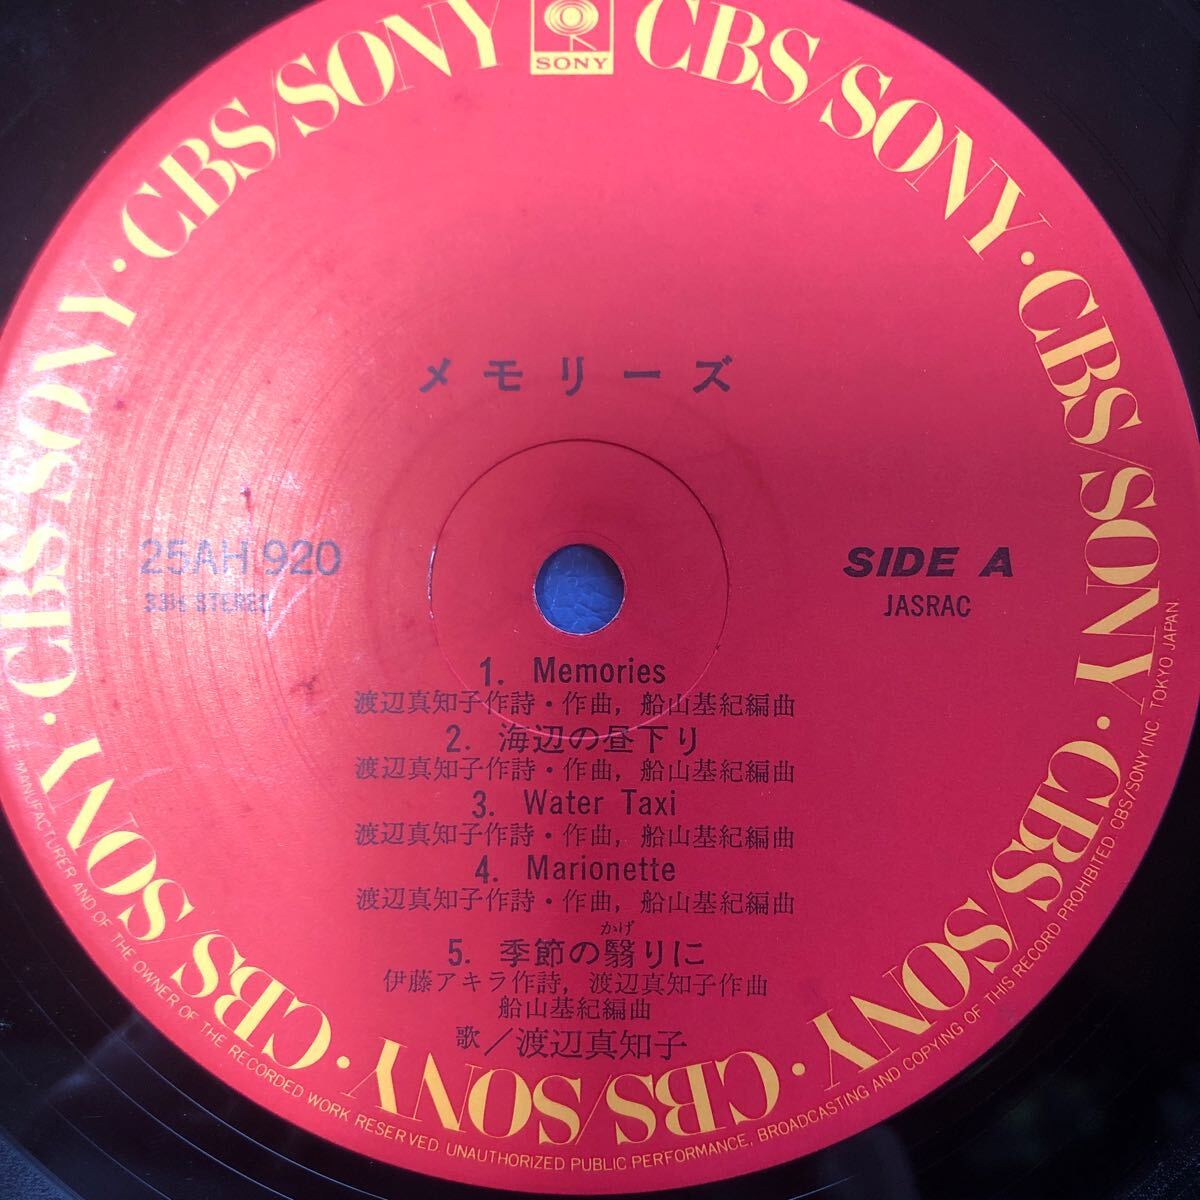 SONY
CBS/SONY・CBS/SONY・CBS/SONY・CBS/SONY・CBS/SONY・CBS/SONY・CBS/SONY・CBS/SONY・CBS/SONY
メモリーズ
25AH 920
33⅓ STEREO
SIDE A
JASRAC
1. Memories
渡辺真知子作詩・作曲, 船山基紀編曲
2. 海辺の昼下り
渡辺真知子作詩・作曲, 船山基紀編曲
3. Water Taxi
渡辺真知子作詩・作曲, 船山基紀編曲
4. Marionette
渡辺真知子作詩・作曲, 船山基紀編曲
かげ
5. 季節の翳りに
伊藤アキラ作詩, 渡辺真知子作曲
船山基紀編曲
歌／渡辺真知子
MANUFACTURER AND OF THE OWNER OF THE RECORDED WORK RESERVED. UNAUTHORIZED PUBLIC PERFORMANCE, BROADCASTING AND COPYING OF THIS RECORD PROHIBITED CBS/SONY INC. TOKYO JAPAN.